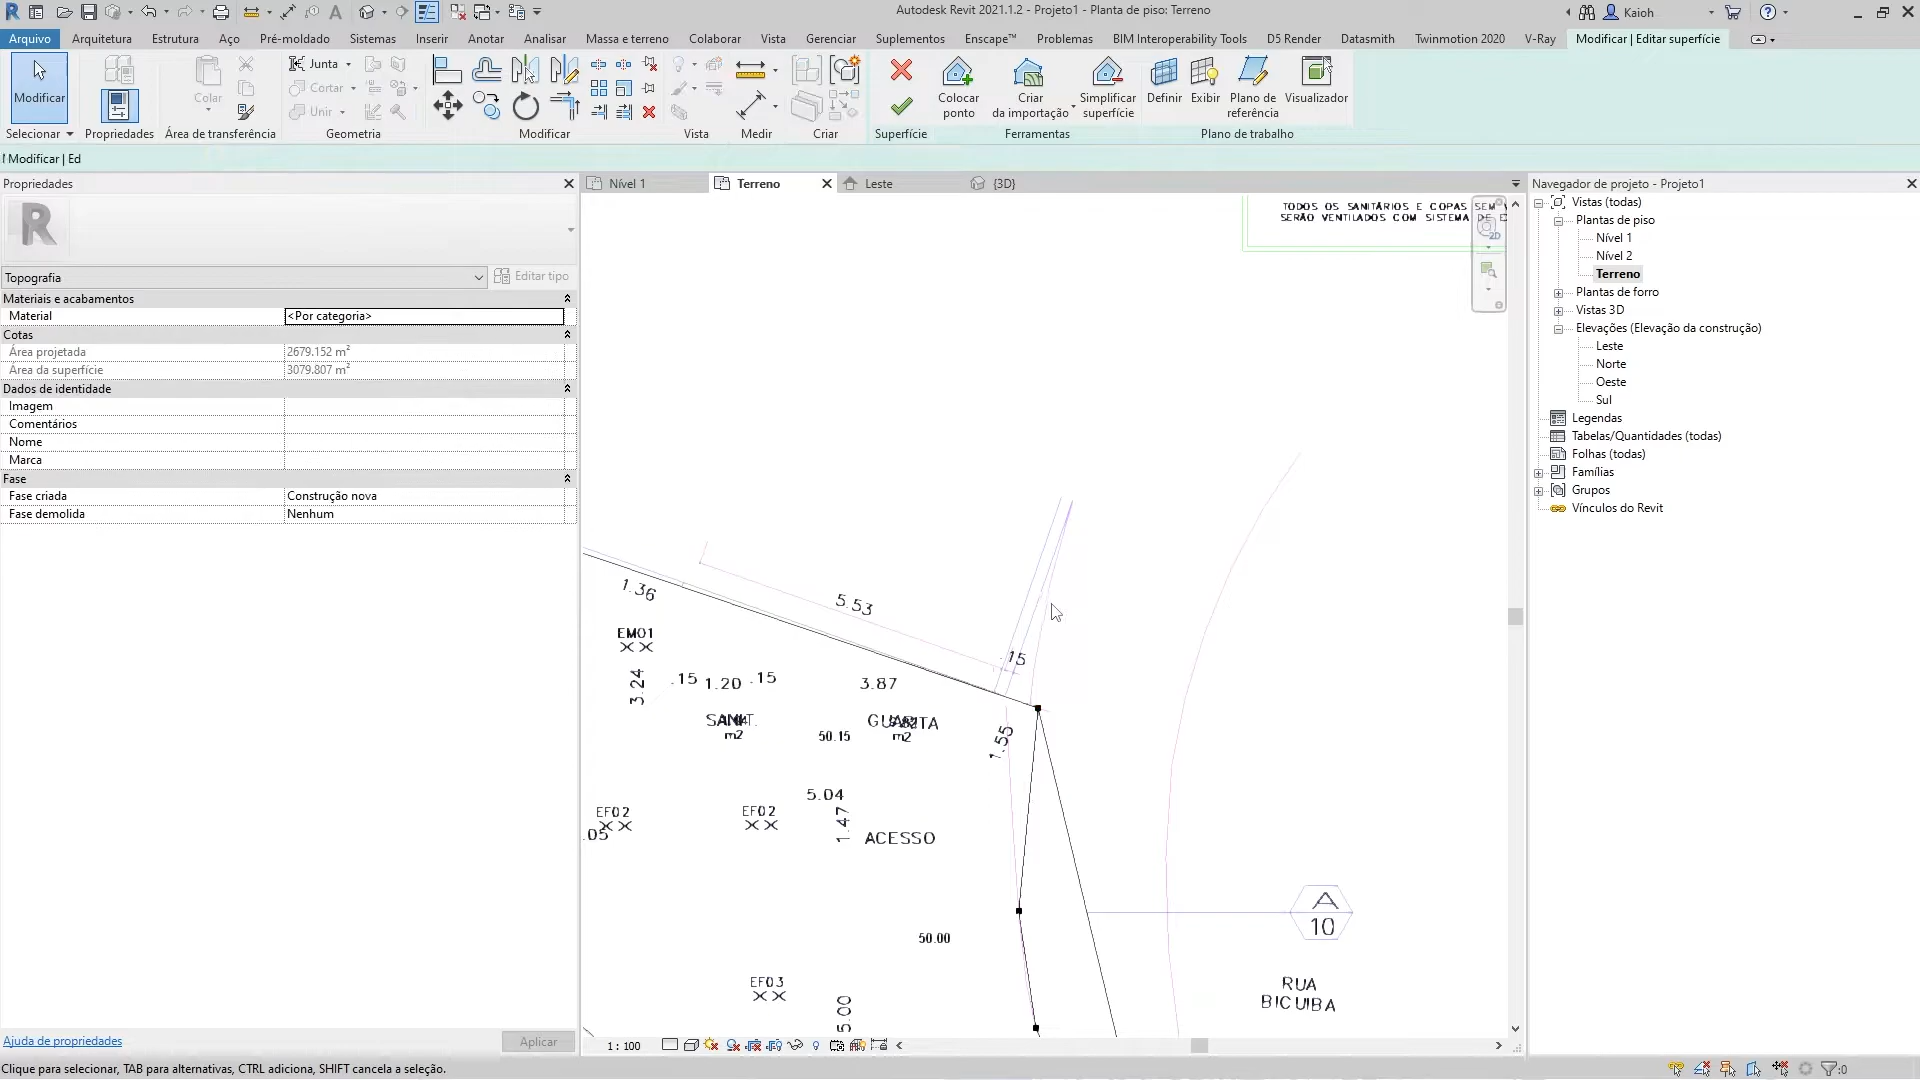 Autodesk Revit 2021.1.2 - Projeto1 - Planta de piso: Terreno
Kaioh
Arquivo Arquitetura Estrutura Aço Pré-moldado Sistemas Inserir Anotar Analisar Massa e terreno Colaborar Vista Gerenciar Suplementos Enscape™ Problemas BIM Interoperability Tools D5 Render Datasmith Twinmotion 2020 V-Ray Modificar | Editar superfície
Modificar
Colar
Junta
Cortar
Unir
Colocar ponto
Criar da importação
Simplificar superfície
Definir
Exibir
Plano de referência
Visualizador
Selecionar Propriedades Área de transferência Geometria Modificar Vista Medir Criar Superfície Ferramentas Plano de trabalho
Modificar | Ed
Propriedades
Nível 1
Terreno
Leste
{3D}
Navegador de projeto - Projeto1
R
Topografia
Editar tipo
Materiais e acabamentos
Material <Por categoria>
Cotas
Área projetada 2679.152 m²
Área da superfície 3079.807 m²
Dados de identidade
Imagem
Comentários
Nome
Marca
Fase
Fase criada Construção nova
Fase demolida Nenhum
Ajuda de propriedades
Aplicar
TODOS OS SANITÁRIOS E COPAS SEM
SERÃO VENTILADOS COM SISTEMA DE
2D
1.36
5.53
.15
EM01
3.24
.15 1.20 .15
3.87
SANIT.
m2
50.15
GUARITA
m2
1.55
5.04
EF02
.05
EF02
1.47
ACESSO
50.00
EF03
5.00
A
10
RUA
BICUIBA
Vistas (todas)
Plantas de piso
Nível 1
Nível 2
Terreno
Plantas de forro
Vistas 3D
Elevações (Elevação da construção)
Leste
Norte
Oeste
Sul
Legendas
Tabelas/Quantidades (todas)
Folhas (todas)
Famílias
Grupos
Vínculos do Revit
1 : 100
Clique para selecionar, TAB para alternativas, CTRL adiciona, SHIFT cancela a seleção.
:0